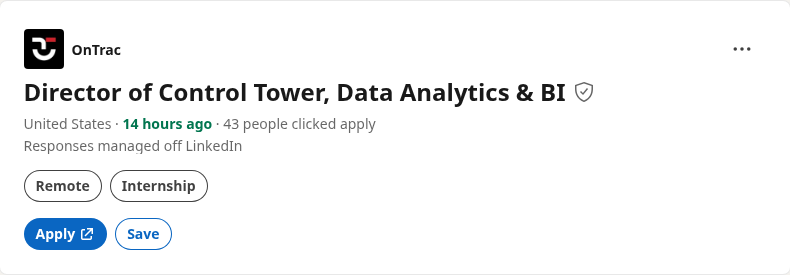 OnTrac
Director of Control Tower, Data Analytics & BI
United States · 14 hours ago · 43 people clicked apply
Responses managed off LinkedIn
Remote Internship
Apply Save